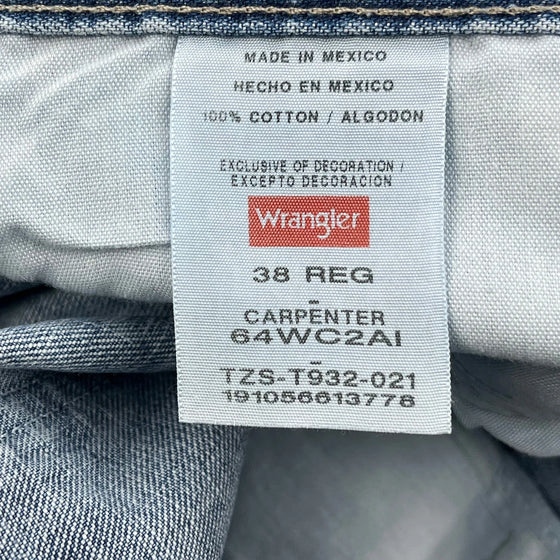 MADE IN MEXICO
HECHO EN MEXICO
100% COTTON / ALGODON
EXCLUSIVE OF DECORATION /
EXCEPTO DECORACION
Wrangler
38 REG
-
CARPENTER
64WC2AI
-
TZS-T932-021
191056613778